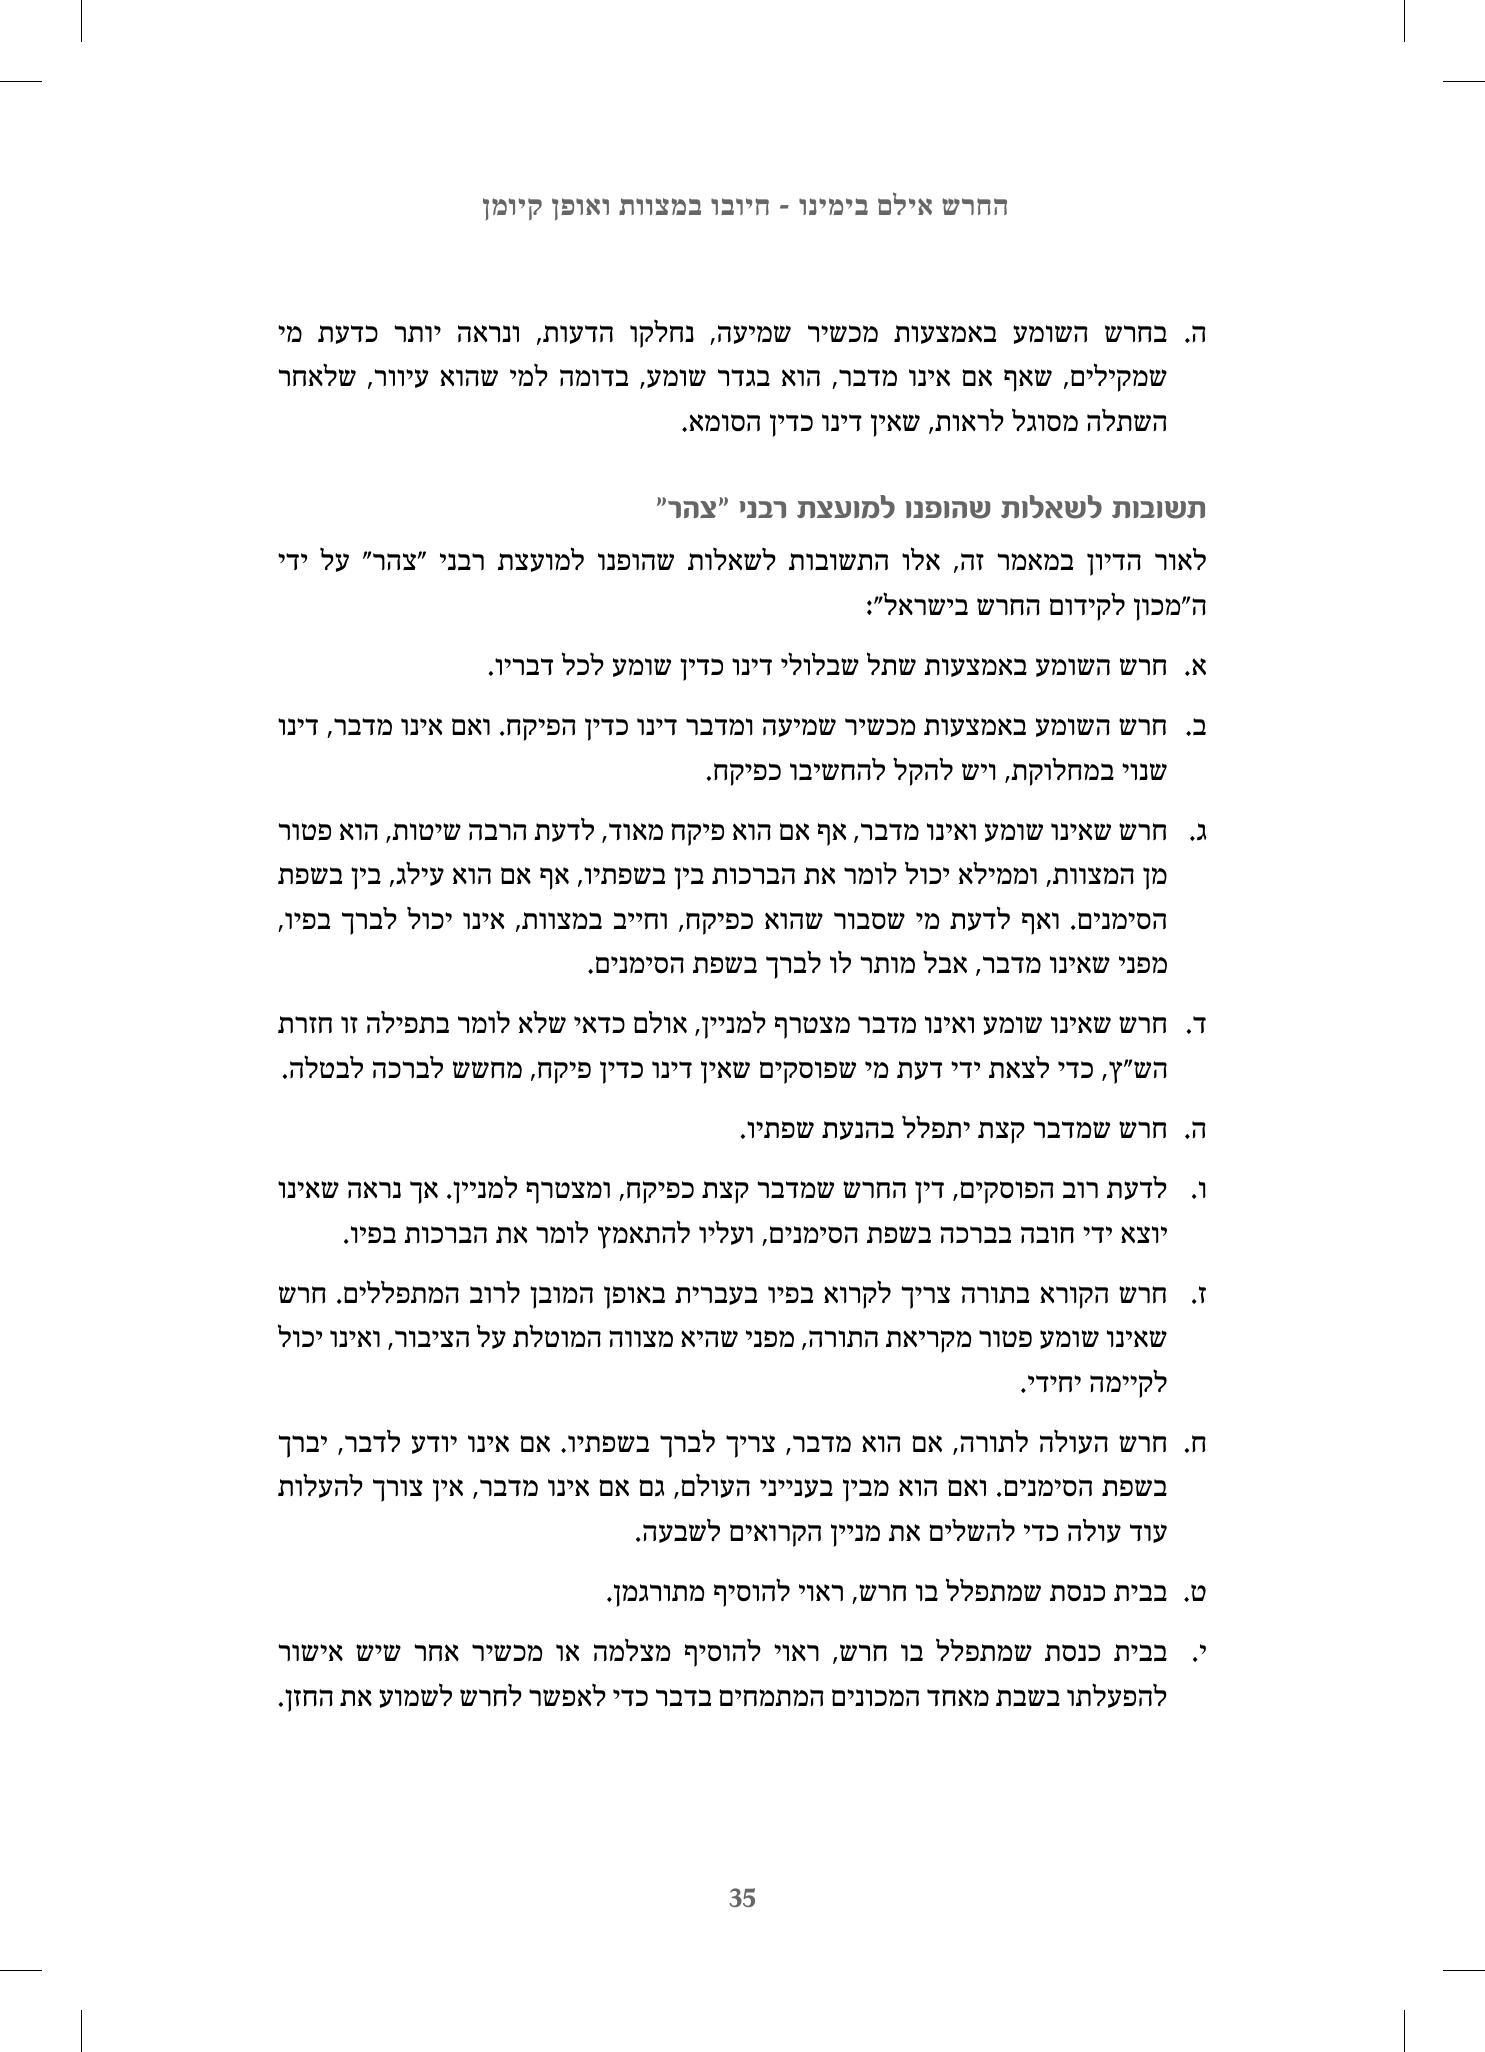 החרש אילם בימינו - חיובו במצוות ואופן קיומן
ה. בחרש השומע באמצעות מכשיר שמיעה, נחלקו הדעות, ונראה יותר כדעת מי
שמקילים, שאף אם אינו מדבר, הוא בגדר שומע, בדומה למי שהוא עיוור, שלאחר
השתלה מסוגל לראות, שאין דינו כדין הסומא.
תשובות לשאלות שהופנו למועצת רבני "צהר"
לאור הדיון במאמר זה, אלו התשובות לשאלות שהופנו למועצת רבני "צהר" על ידי
ה"מכון לקידום החרש בישראל":
א. חרש השומע באמצעות שתל שבלולי דינו כדין שומע לכל דבריו.
ב. חרש השומע באמצעות מכשיר שמיעה ומדבר דינו כדין הפיקח. ואם אינו מדבר, דינו
שנוי במחלוקת, ויש להקל להחשיבו כפיקח.
ג. חרש שאינו שומע ואינו מדבר, אף אם הוא פיקח מאוד, לדעת הרבה שיטות, הוא פטור
מן המצוות, וממילא יכול לומר את הברכות בין בשפתיו, אף אם הוא עילג, בין בשפת
הסימנים. ואף לדעת מי שסבור שהוא כפיקח, וחייב במצוות, אינו יכול לברך בפיו,
מפני שאינו מדבר, אבל מותר לו לברך בשפת הסימנים.
ד. חרש שאינו שומע ואינו מדבר מצטרף למניין, אולם כדאי שלא לומר בתפילה זו חזרת
הש"ץ, כדי לצאת ידי דעת מי שפוסקים שאין דינו כדין פיקח, מחשש לברכה לבטלה.
ה. חרש שמדבר קצת יתפלל בהנעת שפתיו.
ו. לדעת רוב הפוסקים, דין החרש שמדבר קצת כפיקח, ומצטרף למניין. אך נראה שאינו
יוצא ידי חובה בברכה בשפת הסימנים, ועליו להתאמץ לומר את הברכות בפיו.
ז. חרש הקורא בתורה צריך לקרוא בפיו בעברית באופן המובן לרוב המתפללים. חרש
שאינו שומע פטור מקריאת התורה, מפני שהיא מצווה המוטלת על הציבור, ואינו יכול
לקיימה יחידי.
ח. חרש העולה לתורה, אם הוא מדבר, צריך לברך בשפתיו. אם אינו יודע לדבר, יברך
בשפת הסימנים. ואם הוא מבין בענייני העולם, גם אם אינו מדבר, אין צורך להעלות
עוד עולה כדי להשלים את מניין הקרואים לשבעה.
ט. בבית כנסת שמתפלל בו חרש, ראוי להוסיף מתורגמן.
י. בבית כנסת שמתפלל בו חרש, ראוי להוסיף מצלמה או מכשיר אחר שיש אישור
להפעלתו בשבת מאחד המכונים המתמחים בדבר כדי לאפשר לחרש לשמוע את החזן.
35